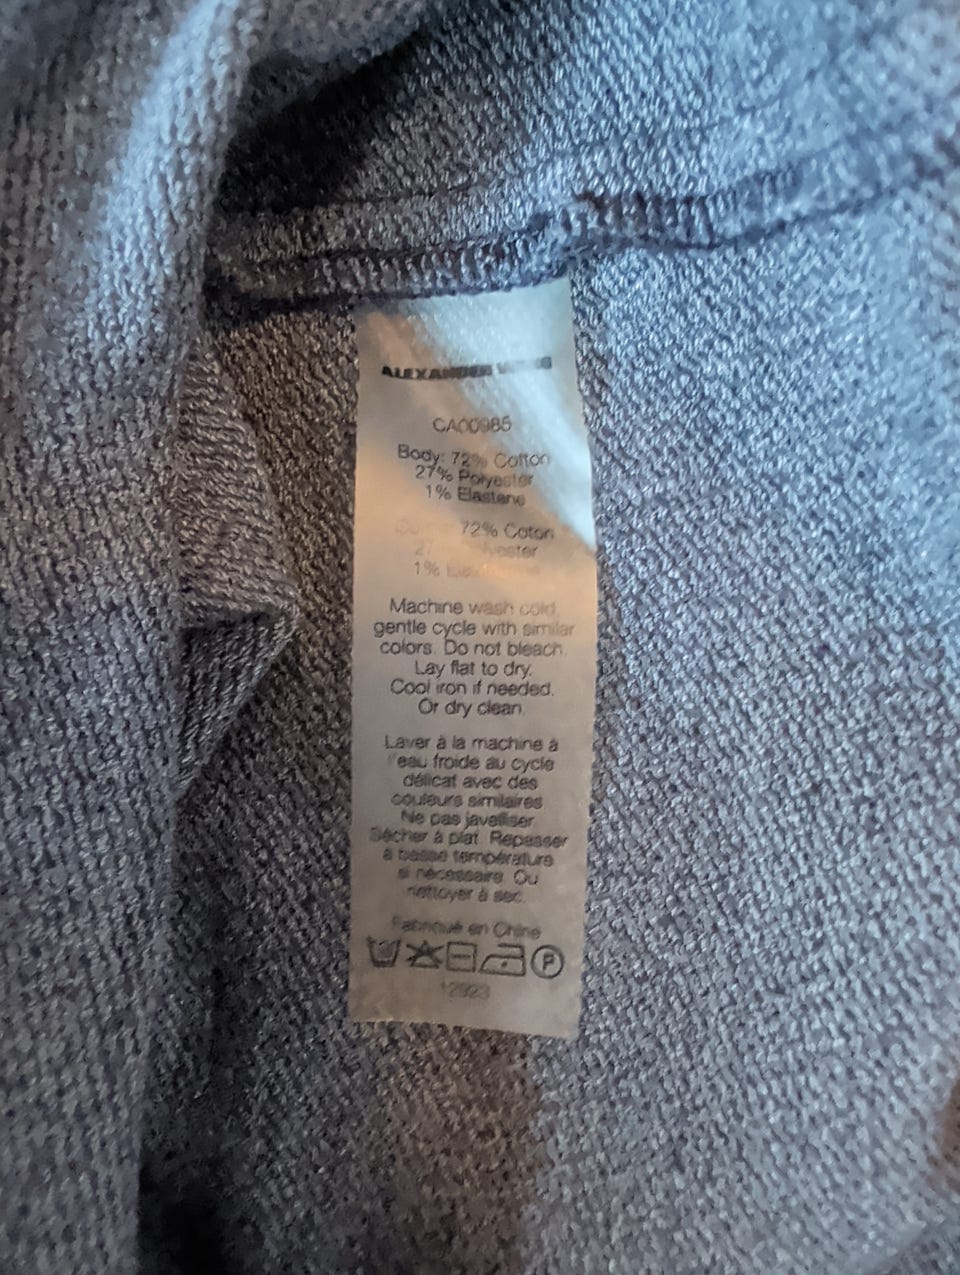 ALEXANDER
CA00985
Body: 72% Cotton
27% Polyester
1% Elastane
72% Coton
1%
Machine wash cold
gentle cycle with similar
colors. Do not bleach.
Lay flat to dry.
Cool iron if needed.
Or dry clean.
Laver à la machine à
l'eau froide au cycle
délicat avec des
couleurs similaires
Ne pas javelliser.
Sécher à plat. Repasser
à basse température
si nécessaire. Ou
nettoyer à sec.
Fabriqué en Chine
P